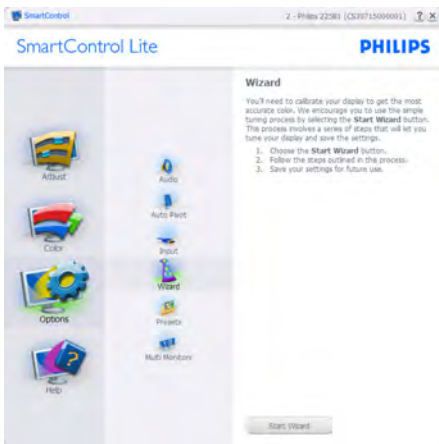 SmartControl
2 - Philips 225B1 (CS39715000001)
? X
SmartControl Lite
PHILIPS
Wizard
You'll need to calibrate your display to get the most
accurate color. We encourage you to use the simple
tuning process by selecting the Start Wizard button.
This process involves a series of steps that will let you
tune your display and save the settings.
1. Choose the Start Wizard button.
2. Follow the steps outlined in this process.
3. Save your settings for future use.
Adjust
Color
Options
Help
Audio
Auto Pivot
Input
Wizard
Presets
Multi Monitors
Start Wizard